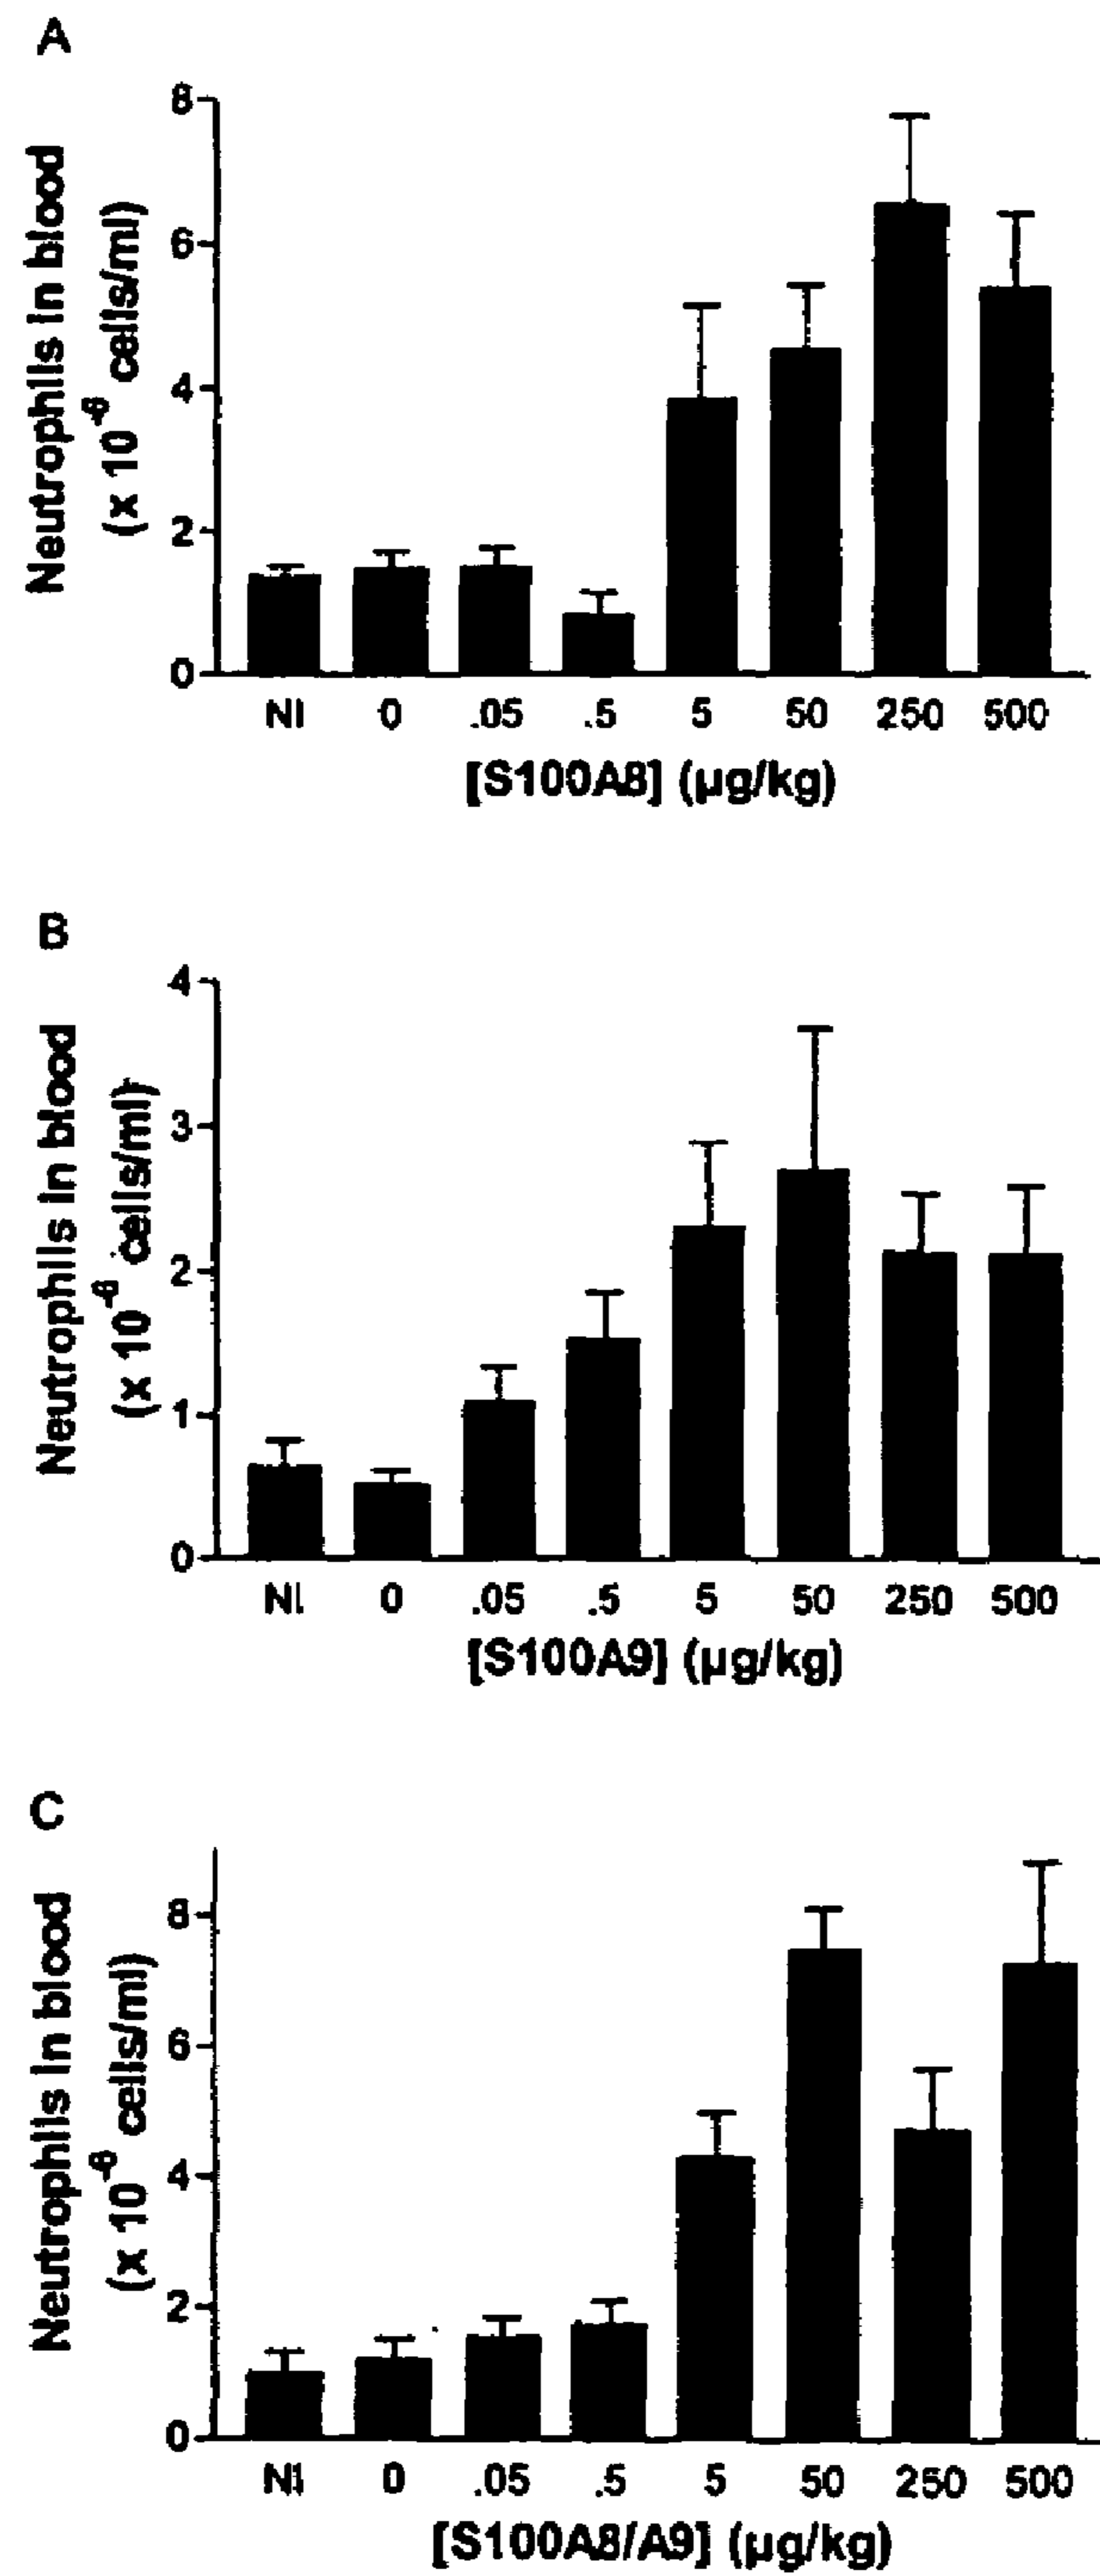 A
Neutrophils in blood
(x 10^-6 cells/ml)
8
6
4
2
0
NI 0 .05 .5 5 50 250 500
[S100A8] (µg/kg)
B
Neutrophils in blood
(x 10^-6 cells/ml)
4
3
2
1
0
NI 0 .05 .5 5 50 250 500
[S100A9] (µg/kg)
C
Neutrophils in blood
(x 10^-6 cells/ml)
8
6
4
2
0
NI 0 .05 .5 5 50 250 500
[S100A8/A9] (µg/kg)